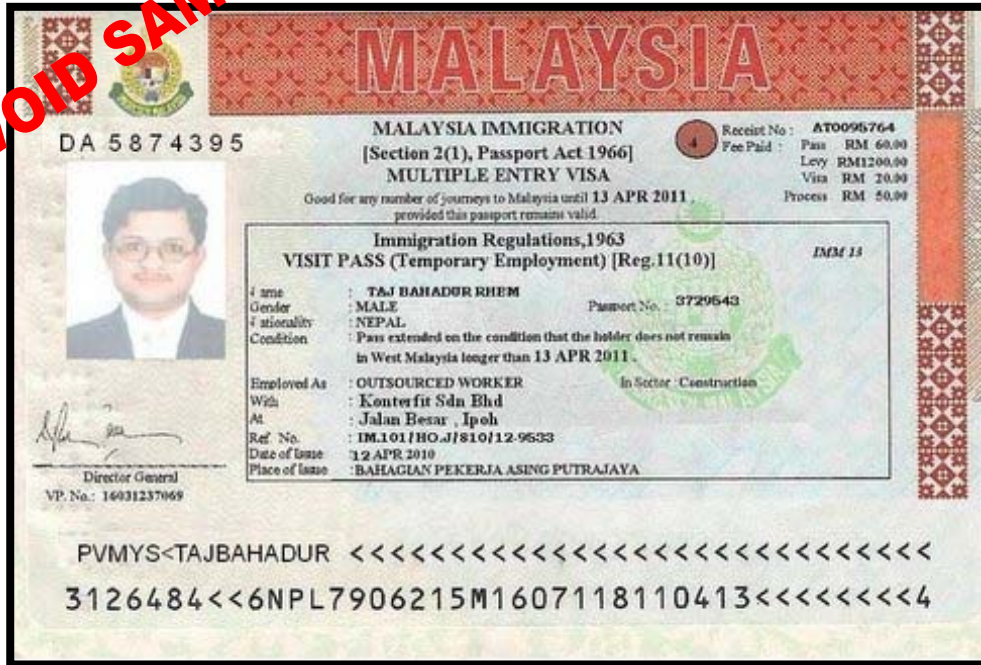 VOID SAM
MALAYSIA
DA 5874395
MALAYSIA IMMIGRATION
[Section 2(1), Passport Act 1966]
MULTIPLE ENTRY VISA
Good for any number of journeys to Malaysia until 13 APR 2011 ,
provided this passport remains valid.
4
Receipt No : AT0095764
Fee Paid : Pass RM 60.00
Levy RM1200.00
Visa RM 20.00
Process RM 50.00
Immigration Regulations,1963
VISIT PASS (Temporary Employment) [Reg.11(10)]
IMM 13
ame : TAJ BAHADUR RHEM
Gender : MALE
Passport No. : 3729543
ationality : NEPAL
Condition : Pass extended on the condition that the holder does not remain
in West Malaysia longer than 13 APR 2011 .
Employed As : OUTSOURCED WORKER
In Sector : Construction
With : Konterfit Sdn Bhd
At : Jalan Besar , Ipoh
Ref. No. : IM.101/HO.J/810/12-9533
Date of Issue :12 APR 2010
Place of Issue :BAHAGIAN PEKERJA ASING PUTRAJAYA
Director General
VP. No.: 16031237069
PVMYS<TAJBAHADUR <<<<<<<<<<<<<<<<<<<<<<<<<<<<<<
3126484<<6NPL7906215M1607118110413<<<<<<<<4